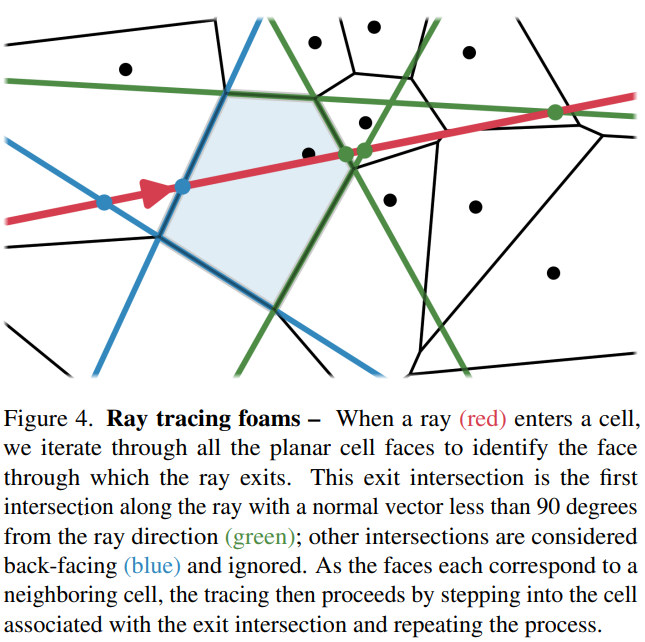 Figure 4. Ray tracing foams – When a ray (red) enters a cell,
we iterate through all the planar cell faces to identify the face
through which the ray exits. This exit intersection is the first
intersection along the ray with a normal vector less than 90 degrees
from the ray direction (green); other intersections are considered
back-facing (blue) and ignored. As the faces each correspond to a
neighboring cell, the tracing then proceeds by stepping into the cell
associated with the exit intersection and repeating the process.